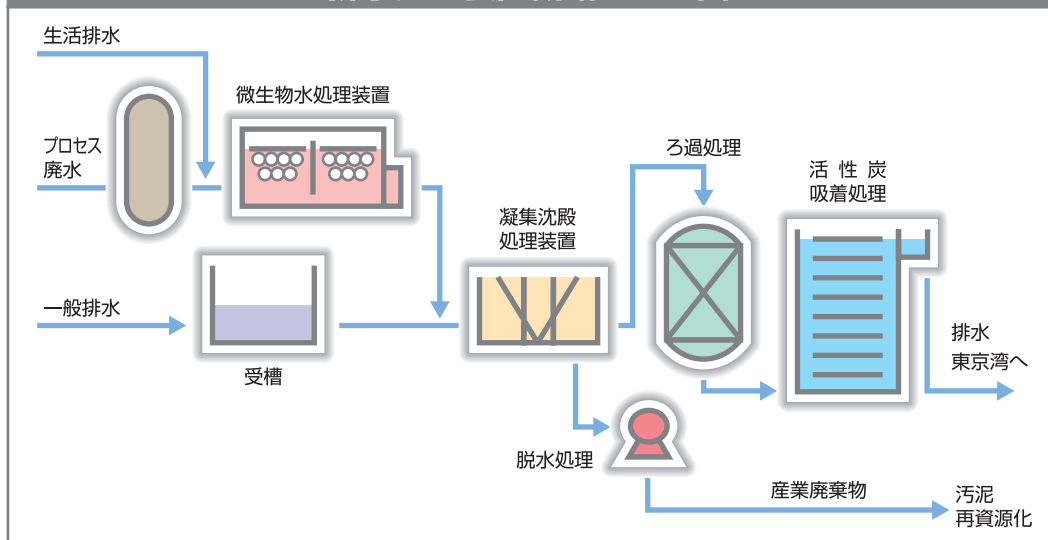 生活排水
微生物水処理装置
プロセス
廃水
ろ過処理
活性炭
吸着処理
凝集沈殿
処理装置
一般排水
受槽
排水
東京湾へ
脱水処理
産業廃棄物
汚泥
再資源化